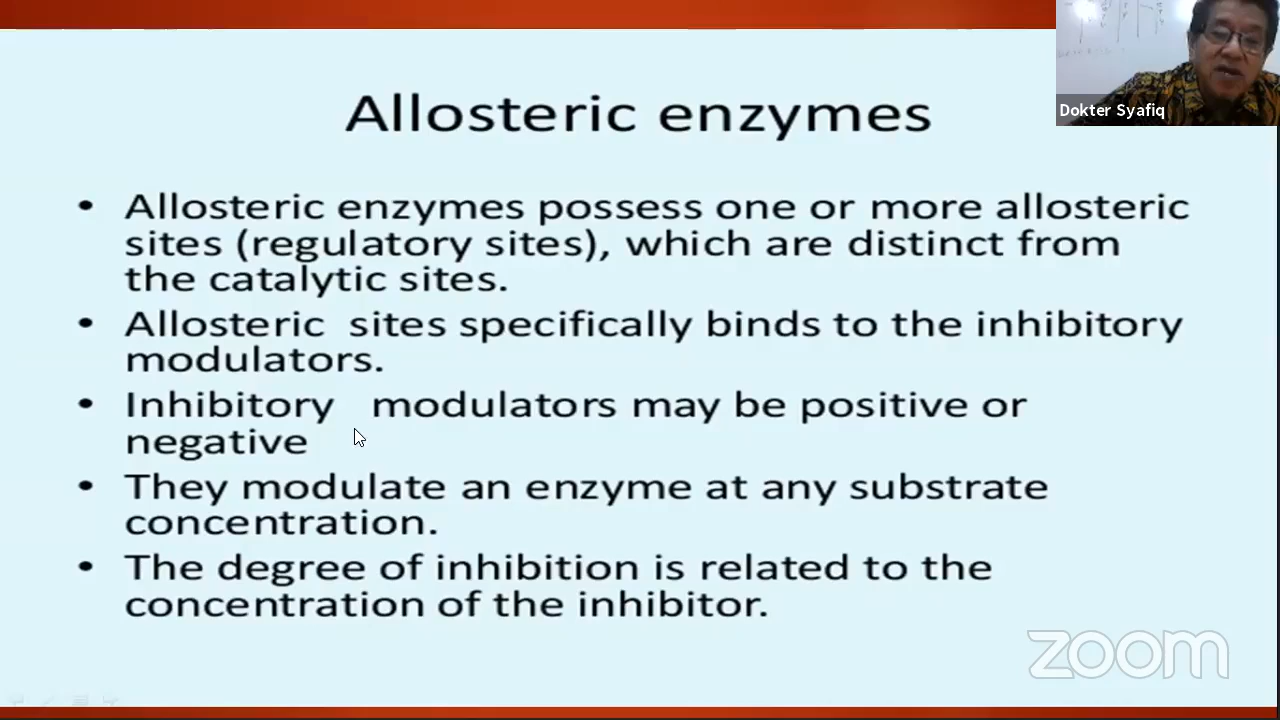 Allosteric enzymes
Dokter Syafiq
• Allosteric enzymes possess one or more allosteric
sites (regulatory sites), which are distinct from
the catalytic sites.
• Allosteric  sites specifically binds to the inhibitory
modulators.
• Inhibitory   modulators may be positive or
negative
• They modulate an enzyme at any substrate
concentration.
• The degree of inhibition is related to the
concentration of the inhibitor.
zoom